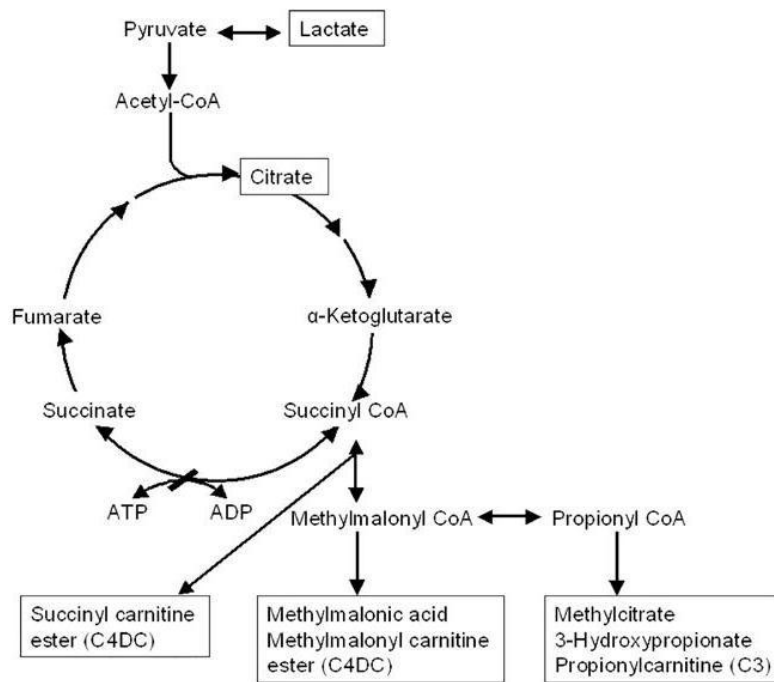 Pyruvate
Lactate
Acetyl-CoA
Citrate
Fumarate
α-Ketoglutarate
Succinate
Succinyl CoA
ATP
ADP
Methylmalonyl CoA
Propionyl CoA
Succinyl carnitine
ester (C4DC)
Methylmalonic acid
Methylmalonyl carnitine
ester (C4DC)
Methylcitrate
3-Hydroxypropionate
Propionylcarnitine (C3)